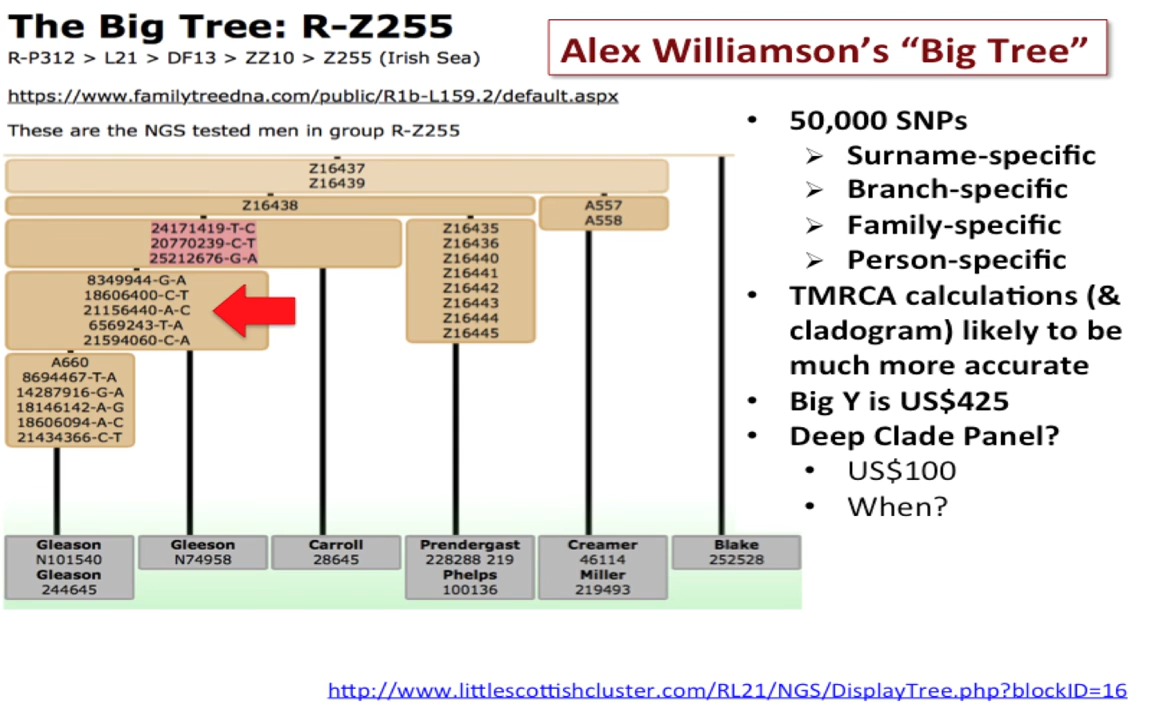 The Big Tree: R-Z255
R-P312 > L21 > DF13 > ZZ10 > Z255 (Irish Sea)
https://www.familytreedna.com/public/R1b-L159.2/default.aspx
These are the NGS tested men in group R-Z255
Z16437
Z16439
Z16438
A557
A558
24171419-T-C
20770239-C-T
25212676-G-A
Z16435
Z16436
Z16440
Z16441
Z16442
Z16443
Z16444
Z16445
8349944-G-A
18606400-C-T
21156440-A-C
6569243-T-A
21594060-C-A
A660
8694467-T-A
14287916-G-A
18146142-A-G
18606094-A-C
21434366-C-T
Gleason
N101540
Gleason
244645
Gleeson
N74958
Carroll
28645
Prendergast
228288 219
Phelps
100136
Creamer
46114
Miller
219493
Blake
252528
Alex Williamson’s “Big Tree”
• 50,000 SNPs
➢ Surname-specific
➢ Branch-specific
➢ Family-specific
➢ Person-specific
• TMRCA calculations (&
cladogram) likely to be
much more accurate
• Big Y is US$425
• Deep Clade Panel?
• US$100
• When?
http://www.littlescottishcluster.com/RL21/NGS/DisplayTree.php?blockID=16